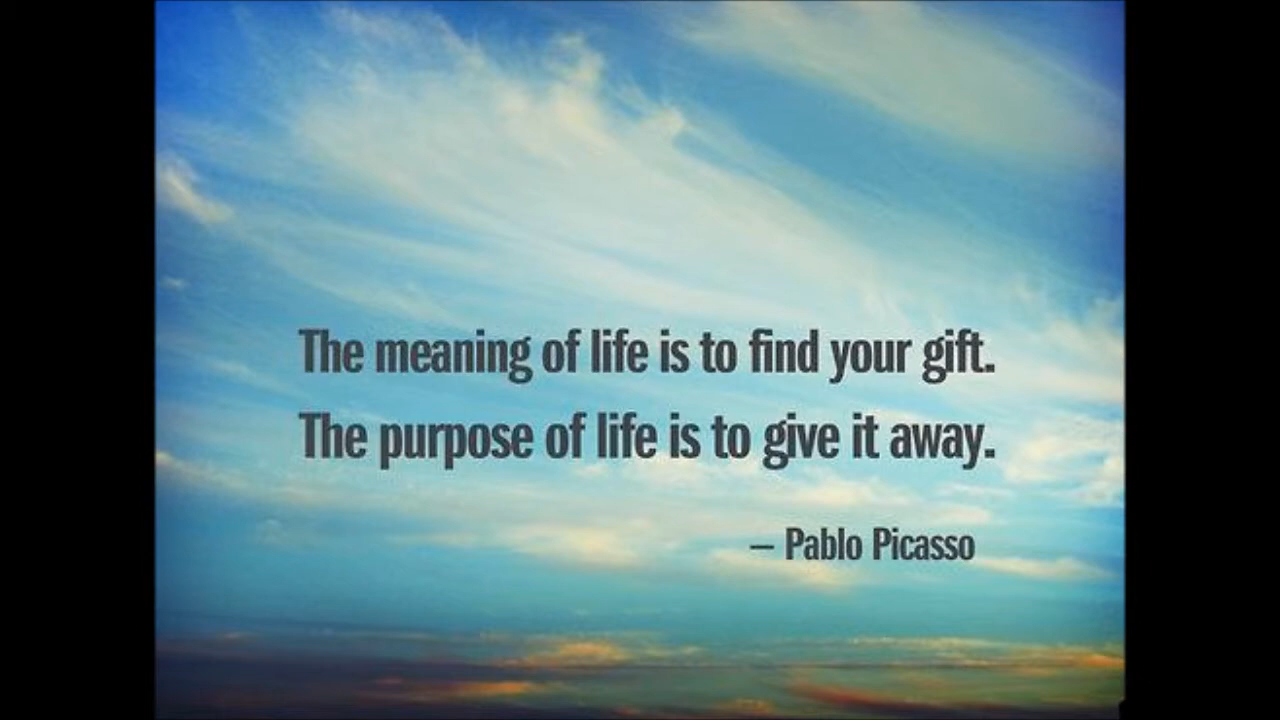 The meaning of life is to find your gift.
The purpose of life is to give it away.
– Pablo Picasso